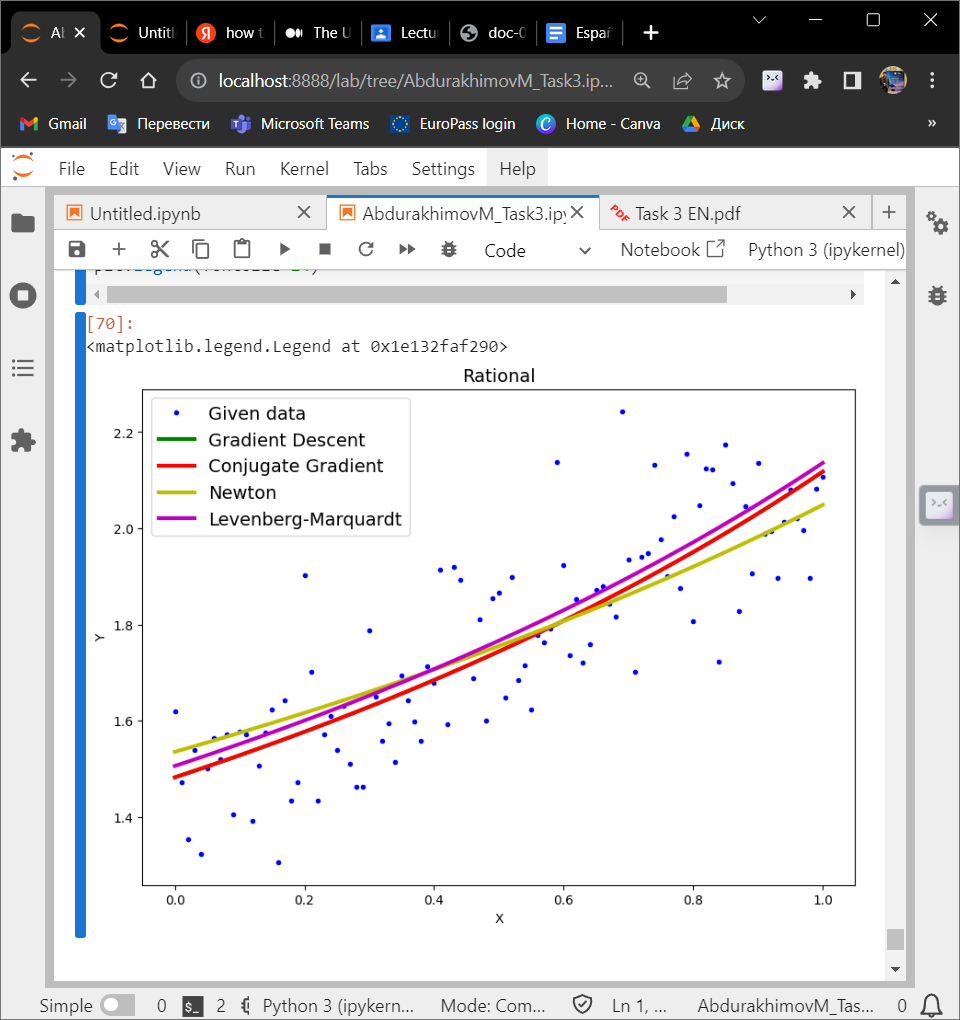 Al
Untitl
how t
The U
Lectu
doc-0
Españ
localhost:8888/lab/tree/AbdurakhimovM_Task3.ip...
Gmail
Перевести
Microsoft Teams
EuroPass login
Home - Canva
Диск
»
File Edit View Run Kernel Tabs Settings Help
Untitled.ipynb
AbdurakhimovM_Task3.ipy
Task 3 EN.pdf
Code
Notebook
Python 3 (ipykernel)
[70]:
<matplotlib.legend.Legend at 0x1e132faf290>
Rational
Given data
Gradient Descent
Conjugate Gradient
Newton
Levenberg-Marquardt
2.2
2.0
1.8
1.6
1.4
Y
0.0 0.2 0.4 0.6 0.8 1.0
X
Simple 0 $_ 2 Python 3 (ipykern... Mode: Com... Ln 1, ... AbdurakhimovM_Tas... 0